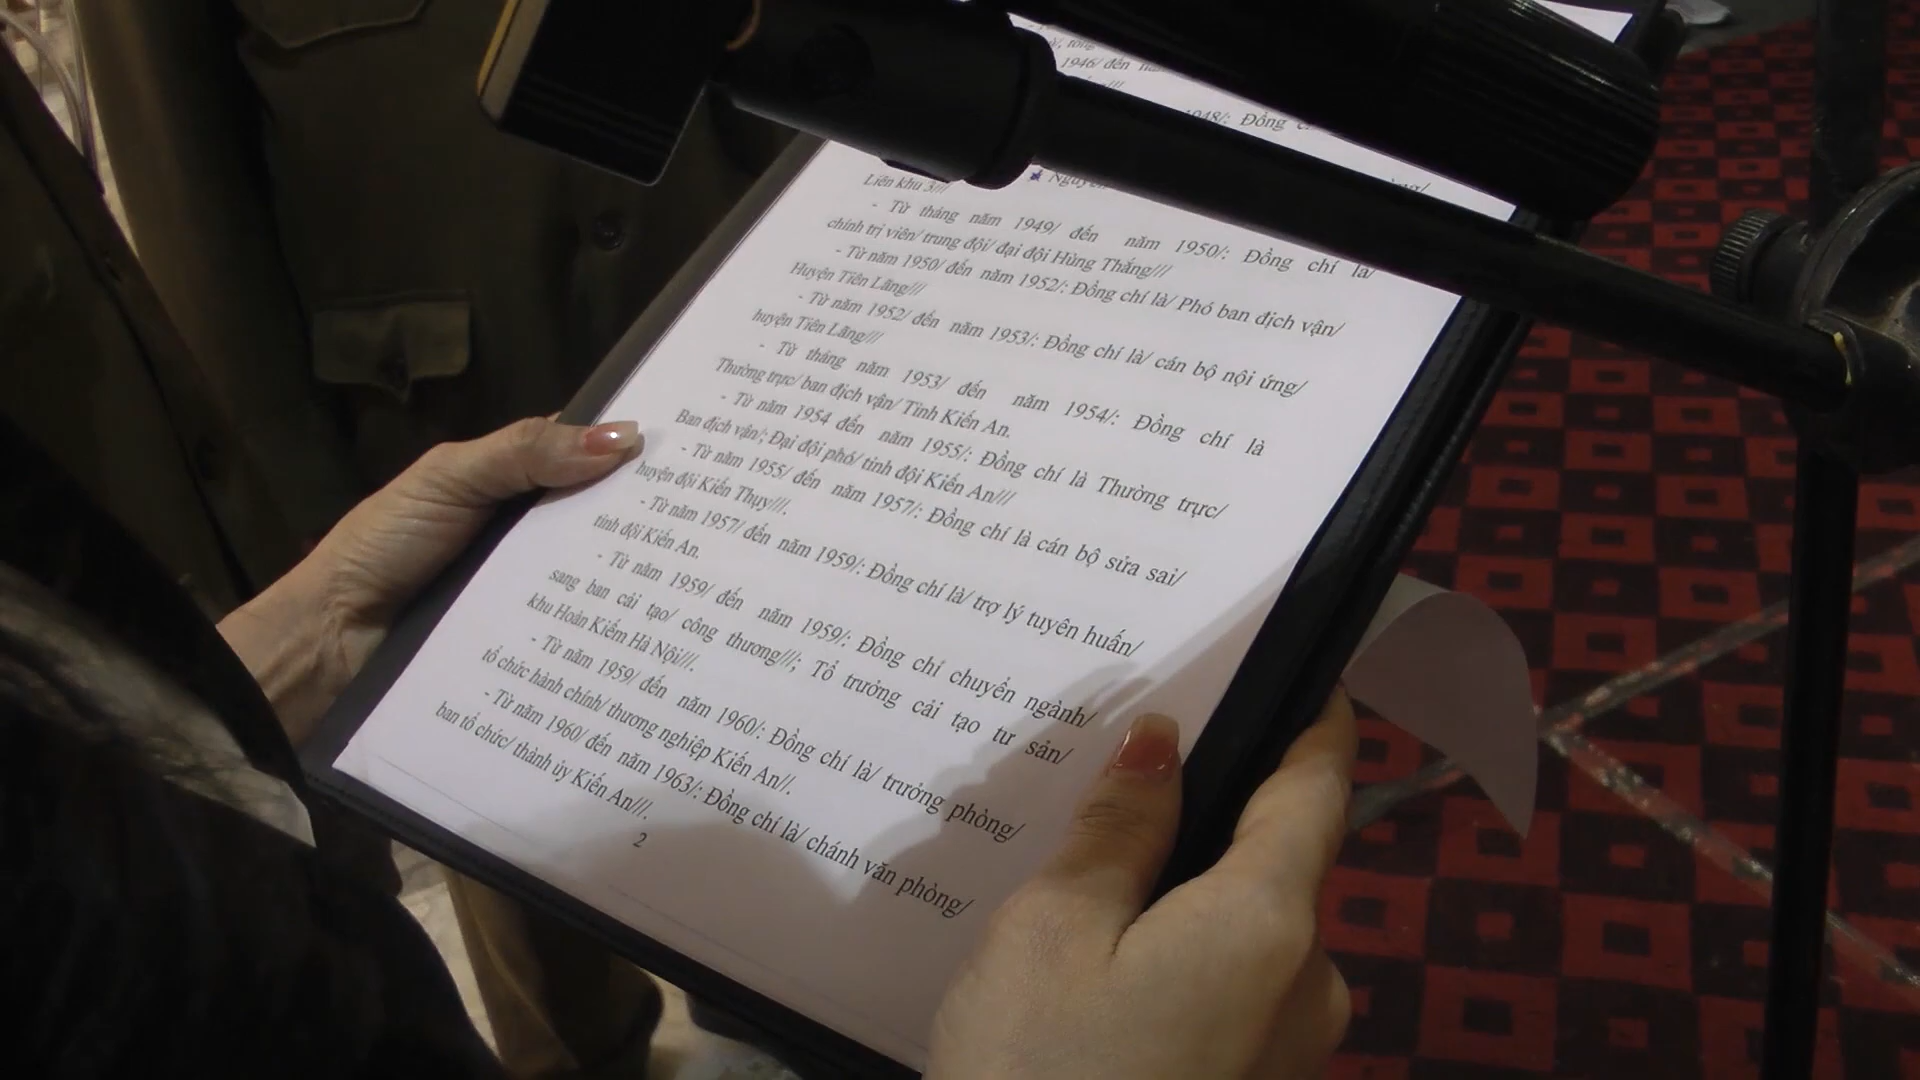 1946/ đến
1948/: Đồng
Liên khu 3///
- Từ tháng năm 1949/ đến năm 1950/: Đồng chí là/
chính trị viên/ trung đội/ đại đội Hùng Thắng///
- Từ năm 1950/ đến năm 1952/: Đồng chí là/ Phó ban địch vận/
Huyện Tiên Lãng///
- Từ năm 1952/ đến năm 1953/: Đồng chí là/ cán bộ nội ứng/
huyện Tiên Lãng///
- Từ tháng năm 1953/ đến năm 1954/: Đồng chí là
Thường trực/ ban địch vận/ Tỉnh Kiến An.
- Từ năm 1954 đến năm 1955/: Đồng chí là Thường trực/
Ban địch vận/; Đại đội phó/ tỉnh đội Kiến An///
- Từ năm 1955/ đến năm 1957/: Đồng chí là cán bộ sửa sai/
huyện đội Kiến Thụy///.
- Từ năm 1957/ đến năm 1959/: Đồng chí là/ trợ lý tuyên huấn/
tỉnh đội Kiến An.
- Từ năm 1959/ đến năm 1959/: Đồng chí chuyển ngành/
sang ban cải tạo/ công thương///; Tổ trưởng cải tạo tư sản/
khu Hoàn Kiếm Hà Nội///.
- Từ năm 1959/ đến năm 1960/: Đồng chí là/ trưởng phòng/
tổ chức hành chính/ thương nghiệp Kiến An//.
- Từ năm 1960/ đến năm 1963/: Đồng chí là/ chánh văn phòng/
ban tổ chức/ thành ủy Kiến An///.
2